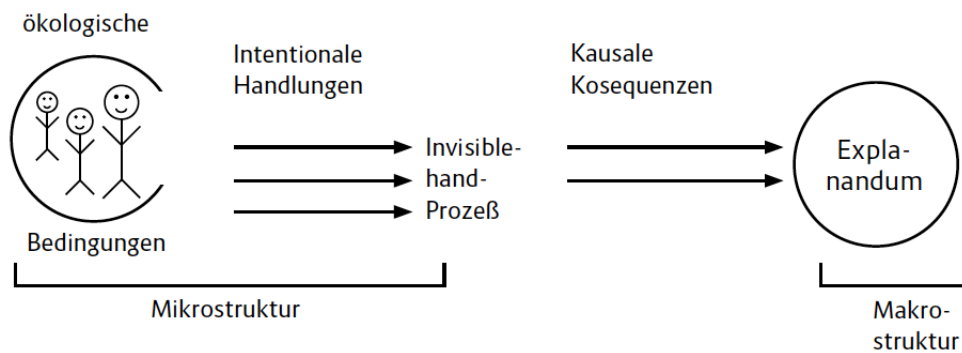 ökologische
Bedingungen
Intentionale
Handlungen
Invisible-
hand-
Prozeß
Kausale
Kosequenzen
Expla-
nandum
Mikrostruktur
Makro-
struktur